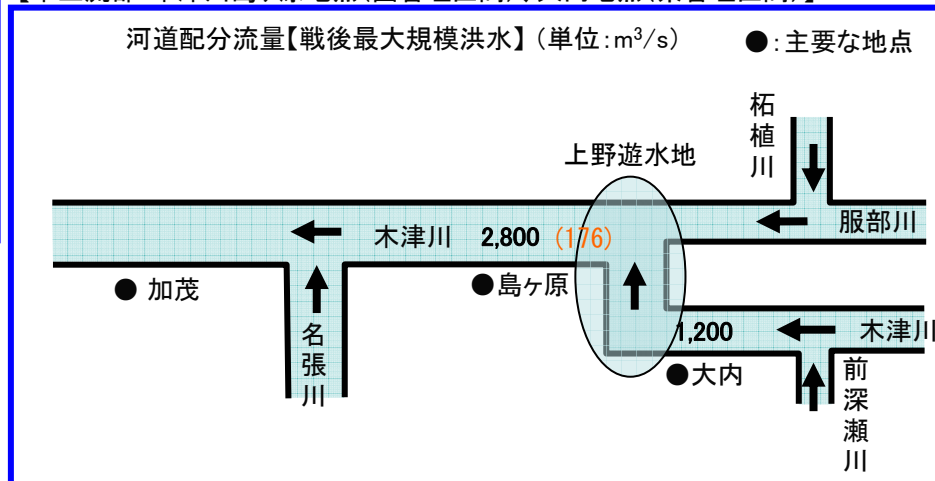 河道配分流量【戦後最大規模洪水】（単位：m³/s）
●：主要な地点
柘植川
上野遊水地
服部川
木津川 2,800 (176)
●加茂
●島ヶ原
名張川
1,200
木津川
●大内
前深瀬川